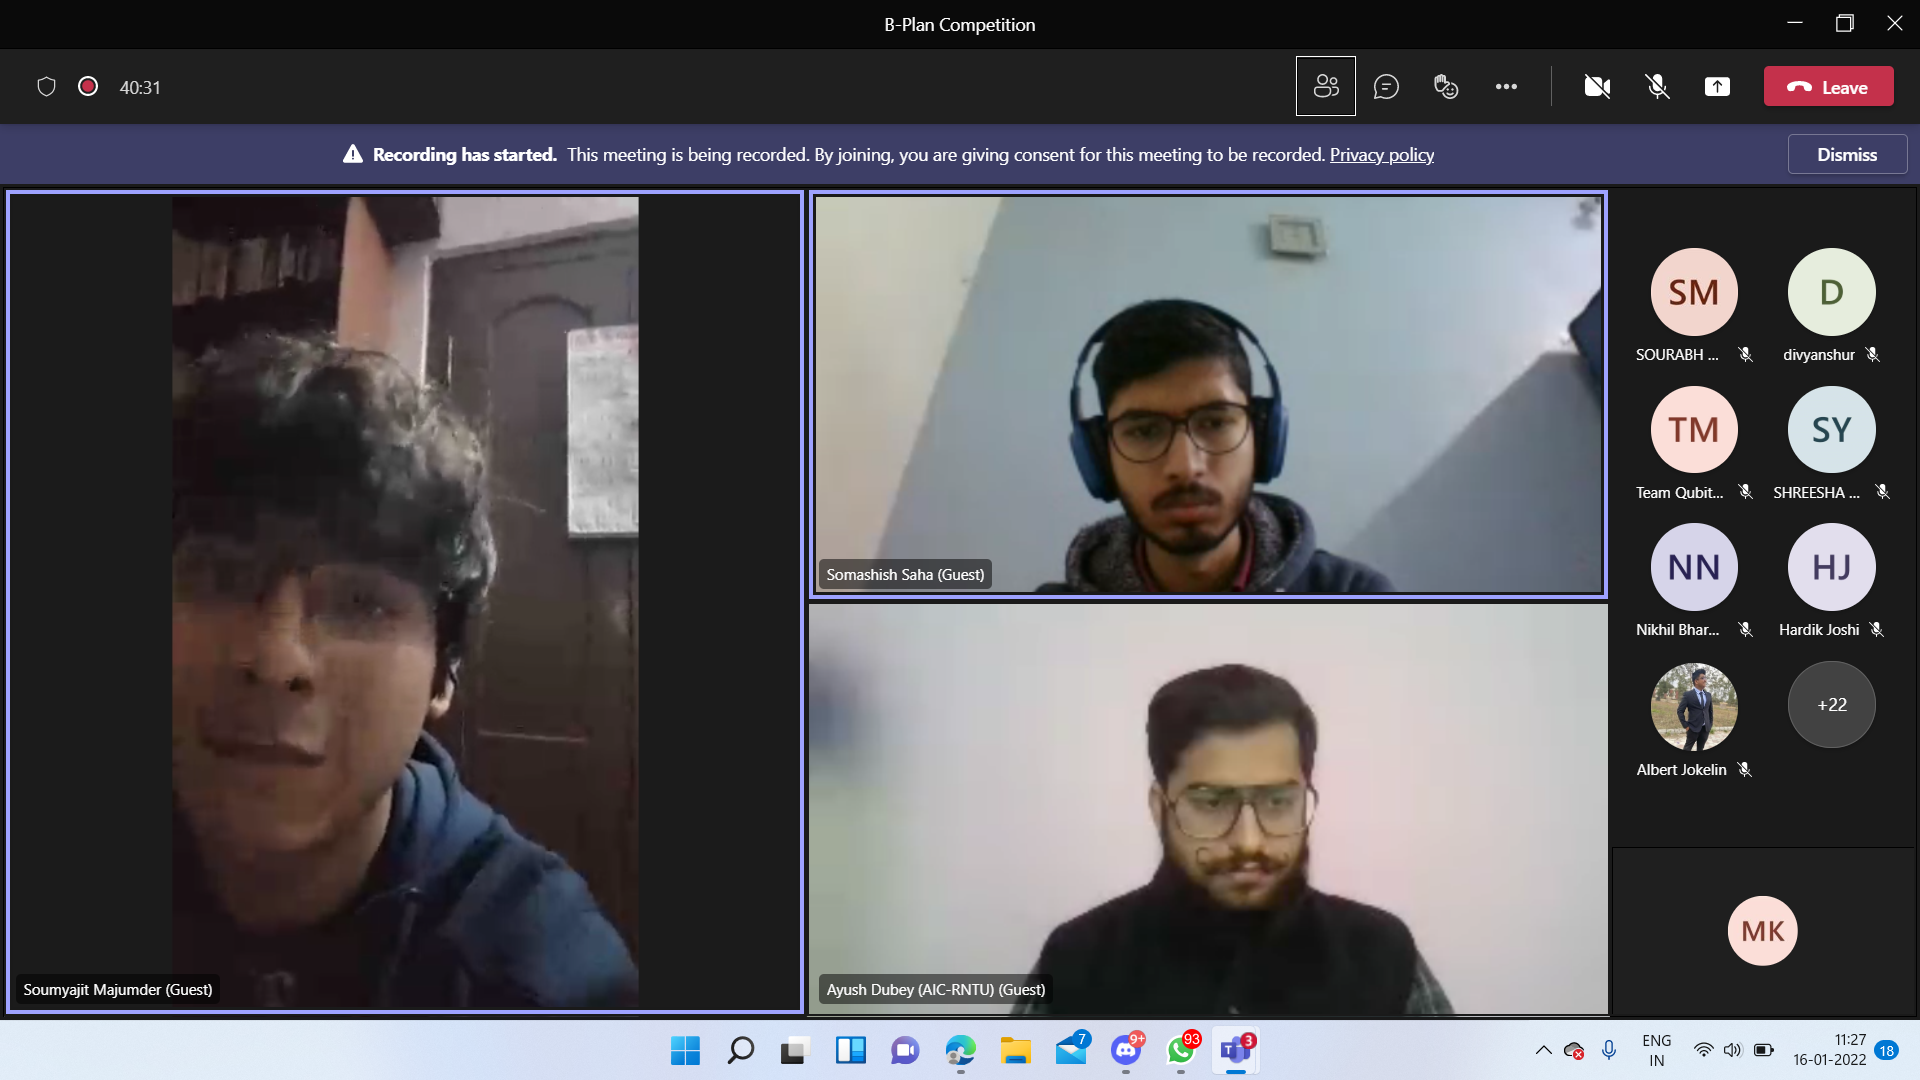 B-Plan Competition
40:31
Leave
Recording has started. This meeting is being recorded. By joining, you are giving consent for this meeting to be recorded. Privacy policy
Dismiss
Soumyajit Majumder (Guest)
Somashish Saha (Guest)
Ayush Dubey (AIC-RNTU) (Guest)
SM
SOURABH ...
D
divyanshur
TM
Team Qubit...
SY
SHREESHA ...
NN
Nikhil Bhar...
HJ
Hardik Joshi
Albert Jokelin
+22
MK
7
9+
93
T
3
ENG
IN
11:27
16-01-2022
18